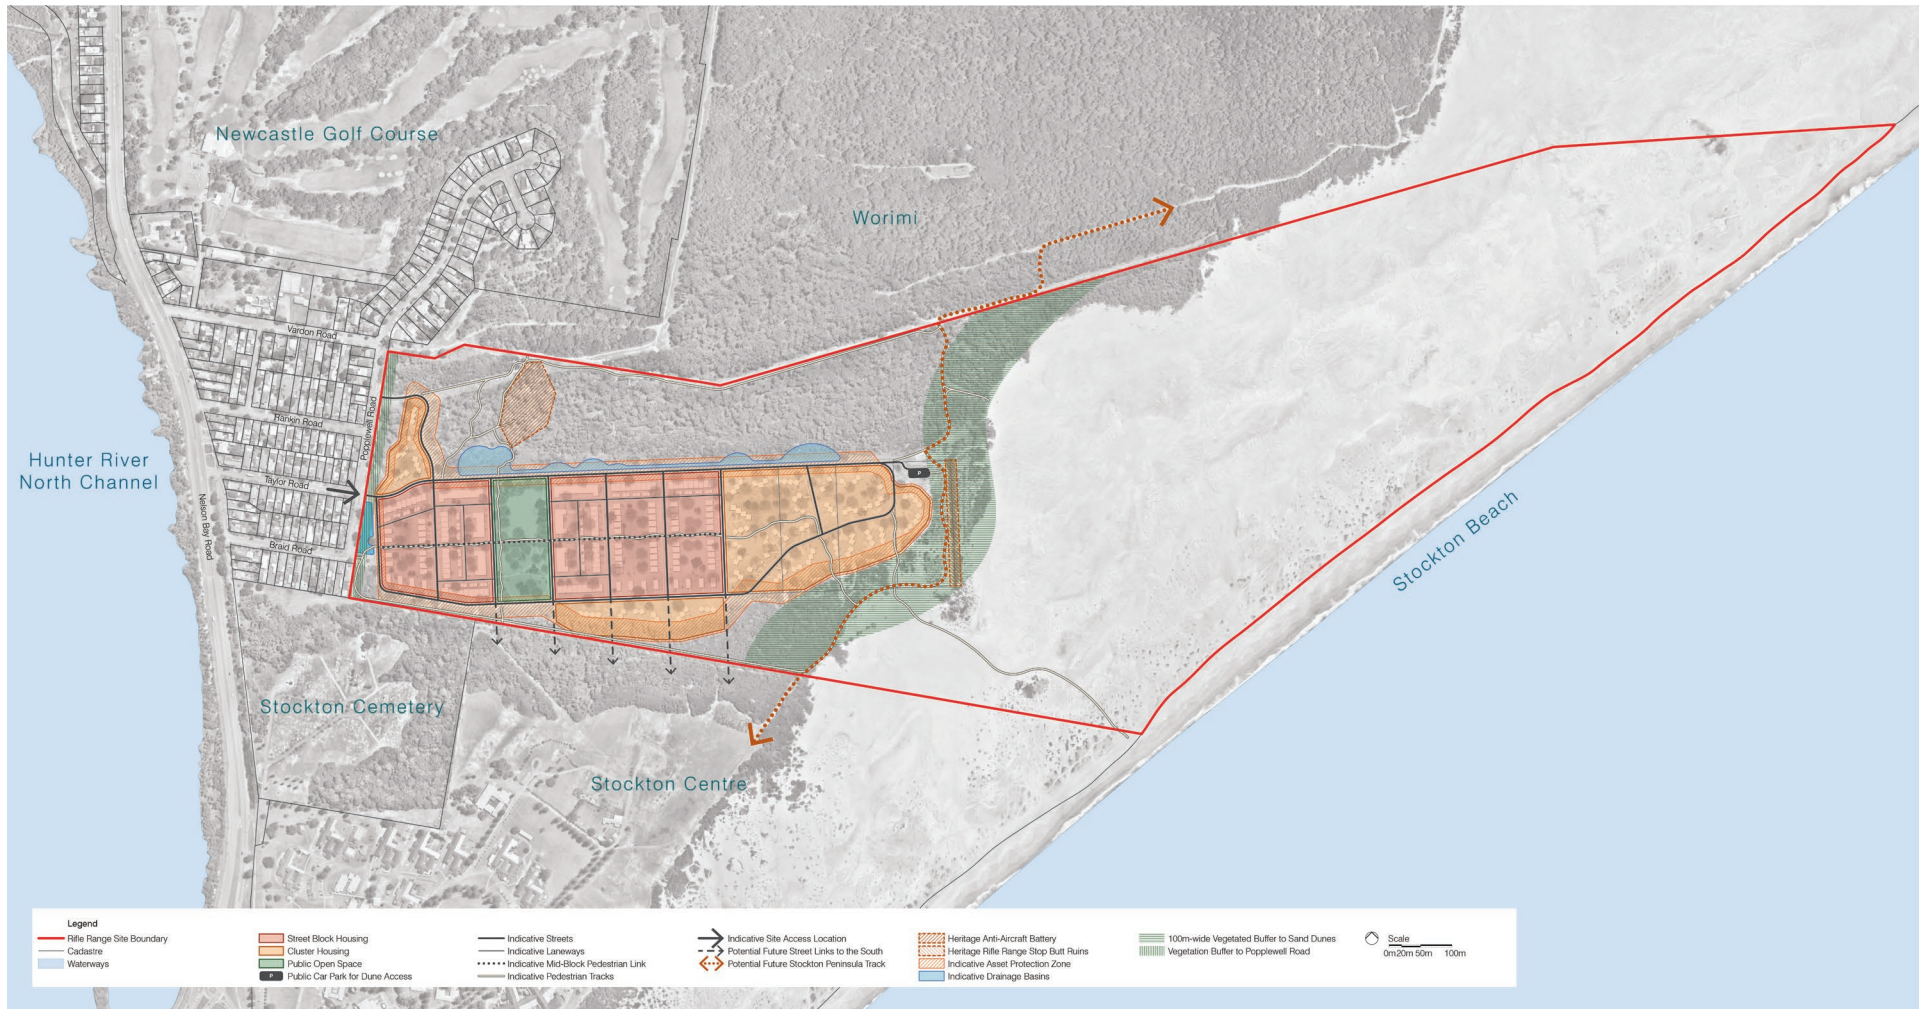 Newcastle Golf Course
Worimi
Vardon Road
Rankin Road
Popplewell Road
Hunter River
North Channel
Taylor Road
Nelson Bay Road
Braid Road
P
Stockton Beach
Stockton Cemetery
Stockton Centre
Legend
Rifle Range Site Boundary
Cadastre
Waterways
Street Block Housing
Cluster Housing
Public Open Space
P Public Car Park for Dune Access
Indicative Streets
Indicative Laneways
Indicative Mid-Block Pedestrian Link
Indicative Pedestrian Tracks
Indicative Site Access Location
Potential Future Street Links to the South
Potential Future Stockton Peninsula Track
Heritage Anti-Aircraft Battery
Heritage Rifle Range Stop Butt Ruins
Indicative Asset Protection Zone
Indicative Drainage Basins
100m-wide Vegetated Buffer to Sand Dunes
Vegetation Buffer to Popplewell Road
Scale
0m 20m 50m 100m